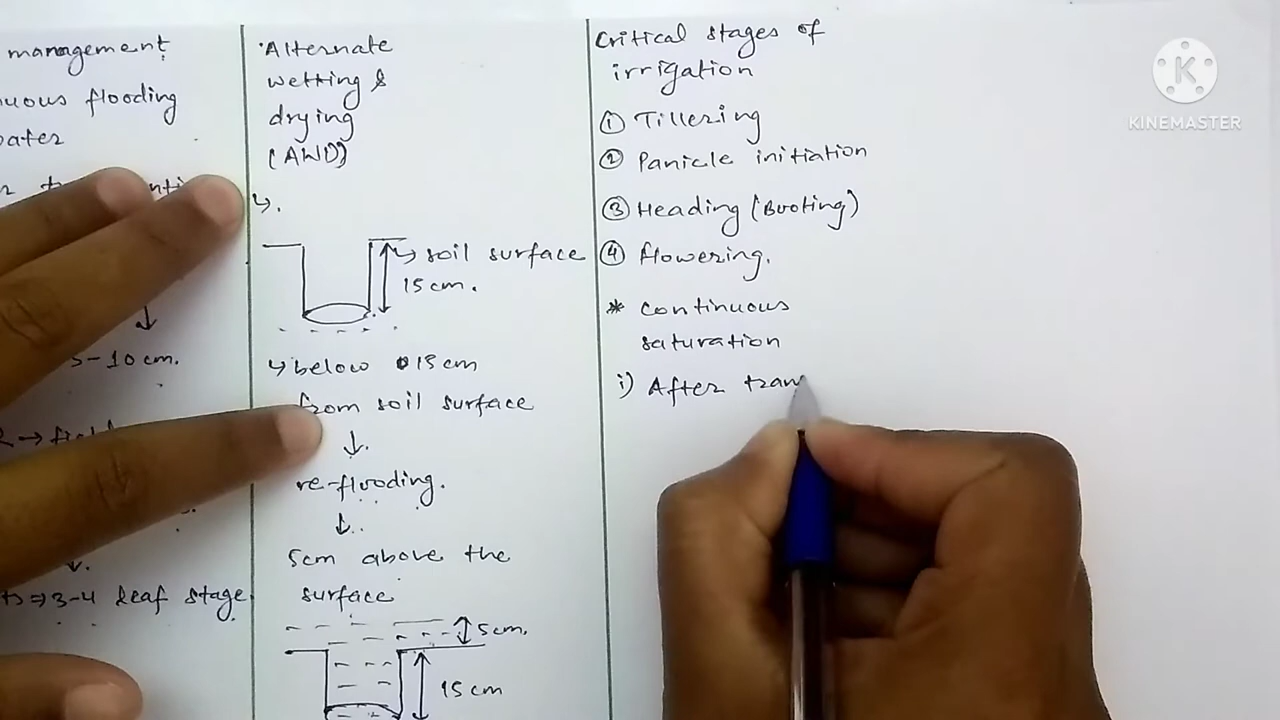 management
uous flooding
ater
5-10 cm.
⇒ 3-4 leaf stage.
Alternate
wetting &
drying
(AWD)
↳.
↳ soil surface
15 cm.
↳ below 15 cm
from soil surface
↓.
re-flooding.
↓.
5cm above the
surface
5cm.
15 cm
Critical stages of
irrigation
① Tillering
② Panicle initiation
③ Heading (Booting)
④ flowering.
* continuous
saturation
i) After tran
KINEMASTER